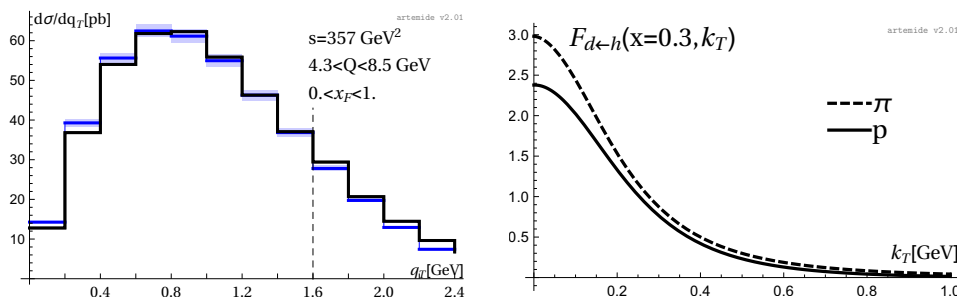 dσ/dq_T[pb]
artemide v2.01
60
50
40
30
20
10
s=357 GeV²
4.3<Q<8.5 GeV
0.<x_F<1.
q_T[GeV]
0.4 0.8 1.2 1.6 2.0 2.4
F_{d←h}(x=0.3,k_T)
artemide v2.01
3.0
2.5
2.0
1.5
1.0
0.5
π
p
k_T[GeV]
0.2 0.4 0.6 0.8 1.0